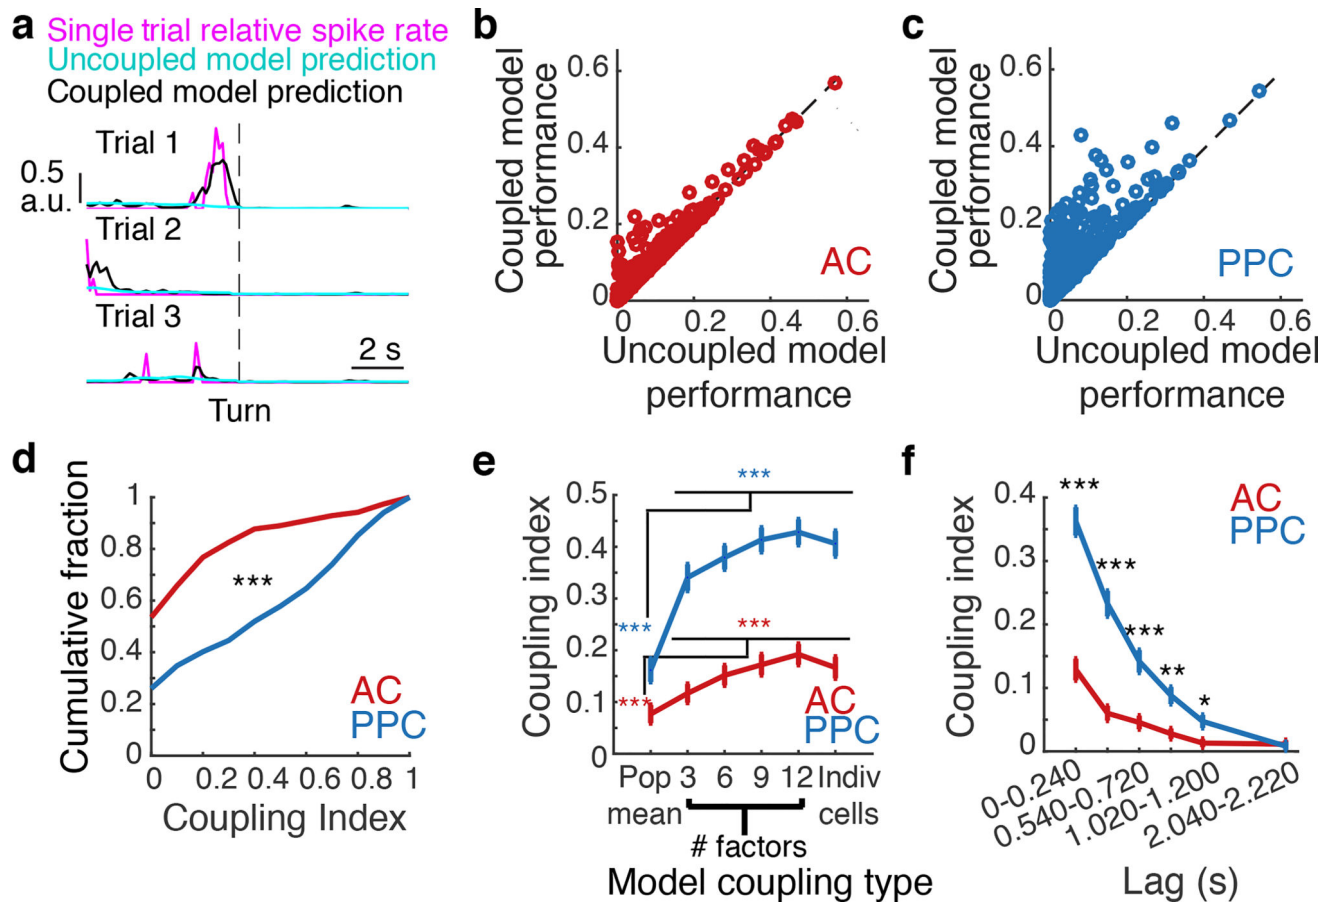 a
Single trial relative spike rate
Uncoupled model prediction
Coupled model prediction
Trial 1
0.5
a.u.
Trial 2
Trial 3
2 s
Turn
b
Coupled model
performance
0.6
0.4
0.2
0
AC
0 0.2 0.4 0.6
Uncoupled model
performance
c
Coupled model
performance
0.6
0.4
0.2
0
PPC
0 0.2 0.4 0.6
Uncoupled model
performance
d
Cumulative fraction
1
0.8
0.6
0.4
0.2
0
***
AC
PPC
0 0.2 0.4 0.6 0.8 1
Coupling Index
e
Coupling index
0.5
0.4
0.3
0.2
0.1
0
***
***
***
***
AC
PPC
Pop 3 6 9 12 Indiv
mean cells
# factors
Model coupling type
f
Coupling index
0.4
0.3
0.2
0.1
0
***
***
***
**
*
AC
PPC
0-0.240
0.540-0.720
1.020-1.200
2.040-2.220
Lag (s)